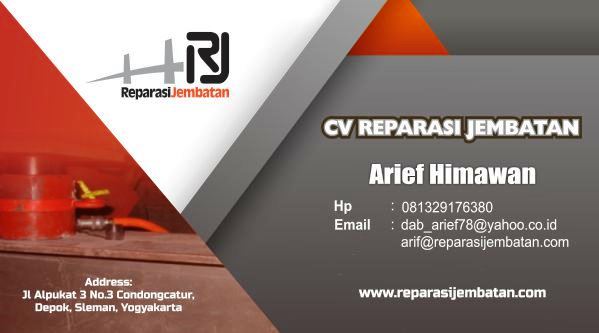 RJ
ReparasiJembatan
CV REPARASI JEMBATAN
Arief Himawan
Hp : 081329176380
Email : dab_arief78@yahoo.co.id
arif@reparasijembatan.com
Address:
Jl Alpukat 3 No.3 Condongcatur,
Depok, Sleman, Yogyakarta
www.reparasijembatan.com